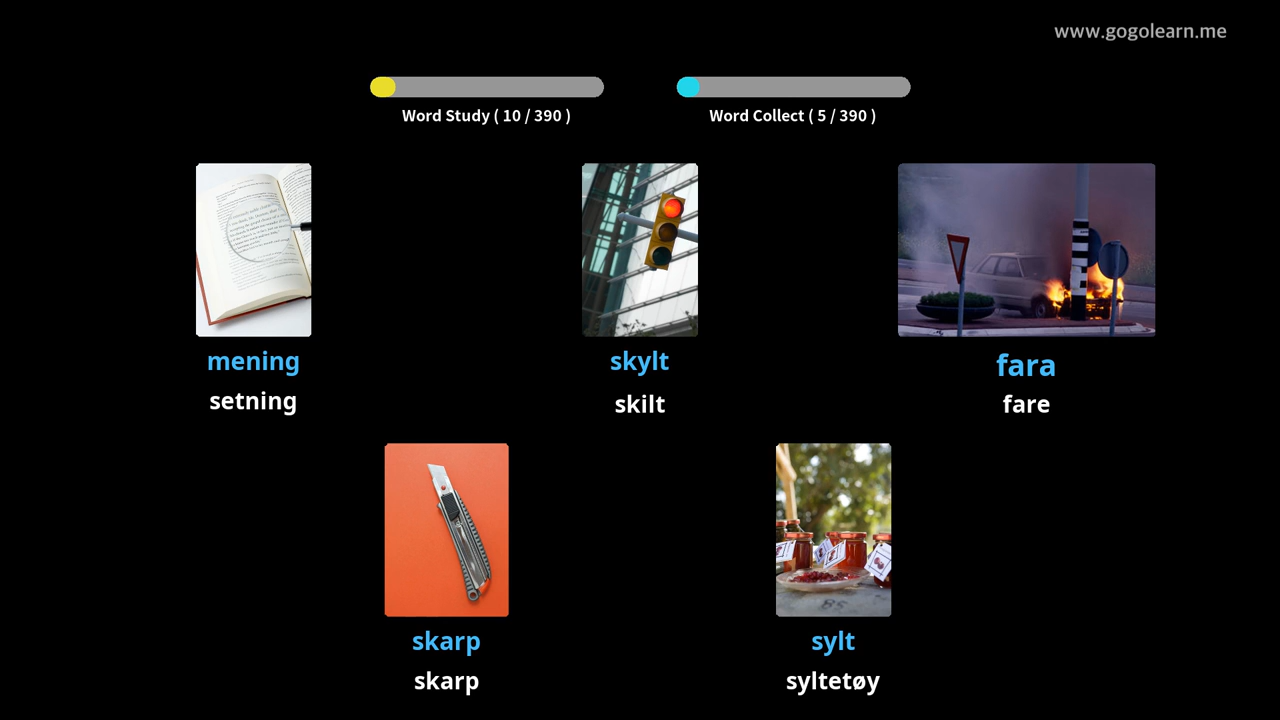 www.gogolearn.me
Word Study ( 10 / 390 )
Word Collect ( 5 / 390 )
mening
setning
skylt
skilt
fara
fare
skarp
skarp
sylt
syltetøy